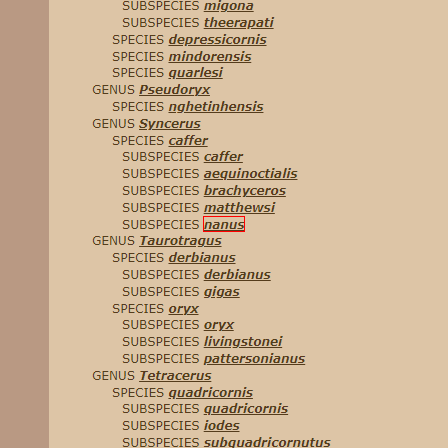 SUBSPECIES migona
SUBSPECIES theerapati
SPECIES depressicornis
SPECIES mindorensis
SPECIES quarlesi
GENUS Pseudoryx
SPECIES nghetinhensis
GENUS Syncerus
SPECIES caffer
SUBSPECIES caffer
SUBSPECIES aequinoctialis
SUBSPECIES brachyceros
SUBSPECIES matthewsi
SUBSPECIES nanus
GENUS Taurotragus
SPECIES derbianus
SUBSPECIES derbianus
SUBSPECIES gigas
SPECIES oryx
SUBSPECIES oryx
SUBSPECIES livingstonei
SUBSPECIES pattersonianus
GENUS Tetracerus
SPECIES quadricornis
SUBSPECIES quadricornis
SUBSPECIES iodes
SUBSPECIES subquadricornutus